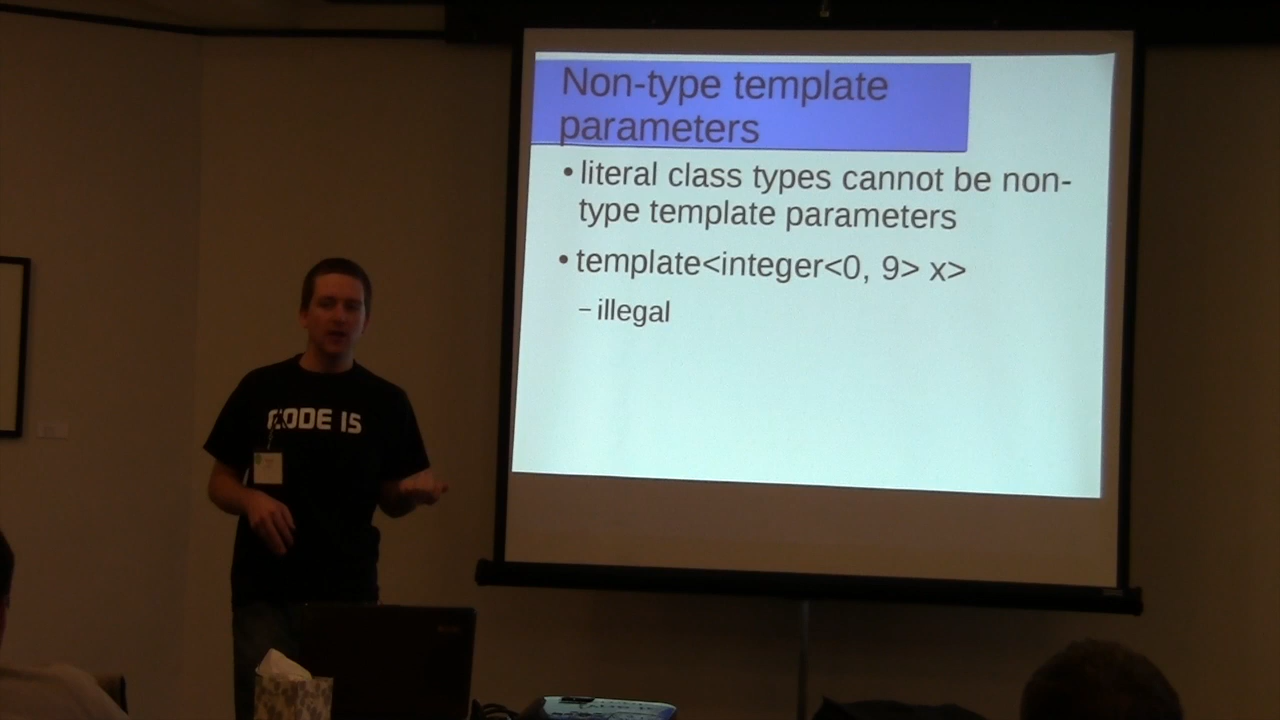 Non-type template
parameters
•literal class types cannot be non-
type template parameters
•template<integer<0, 9> x>
–illegal
CODE IS